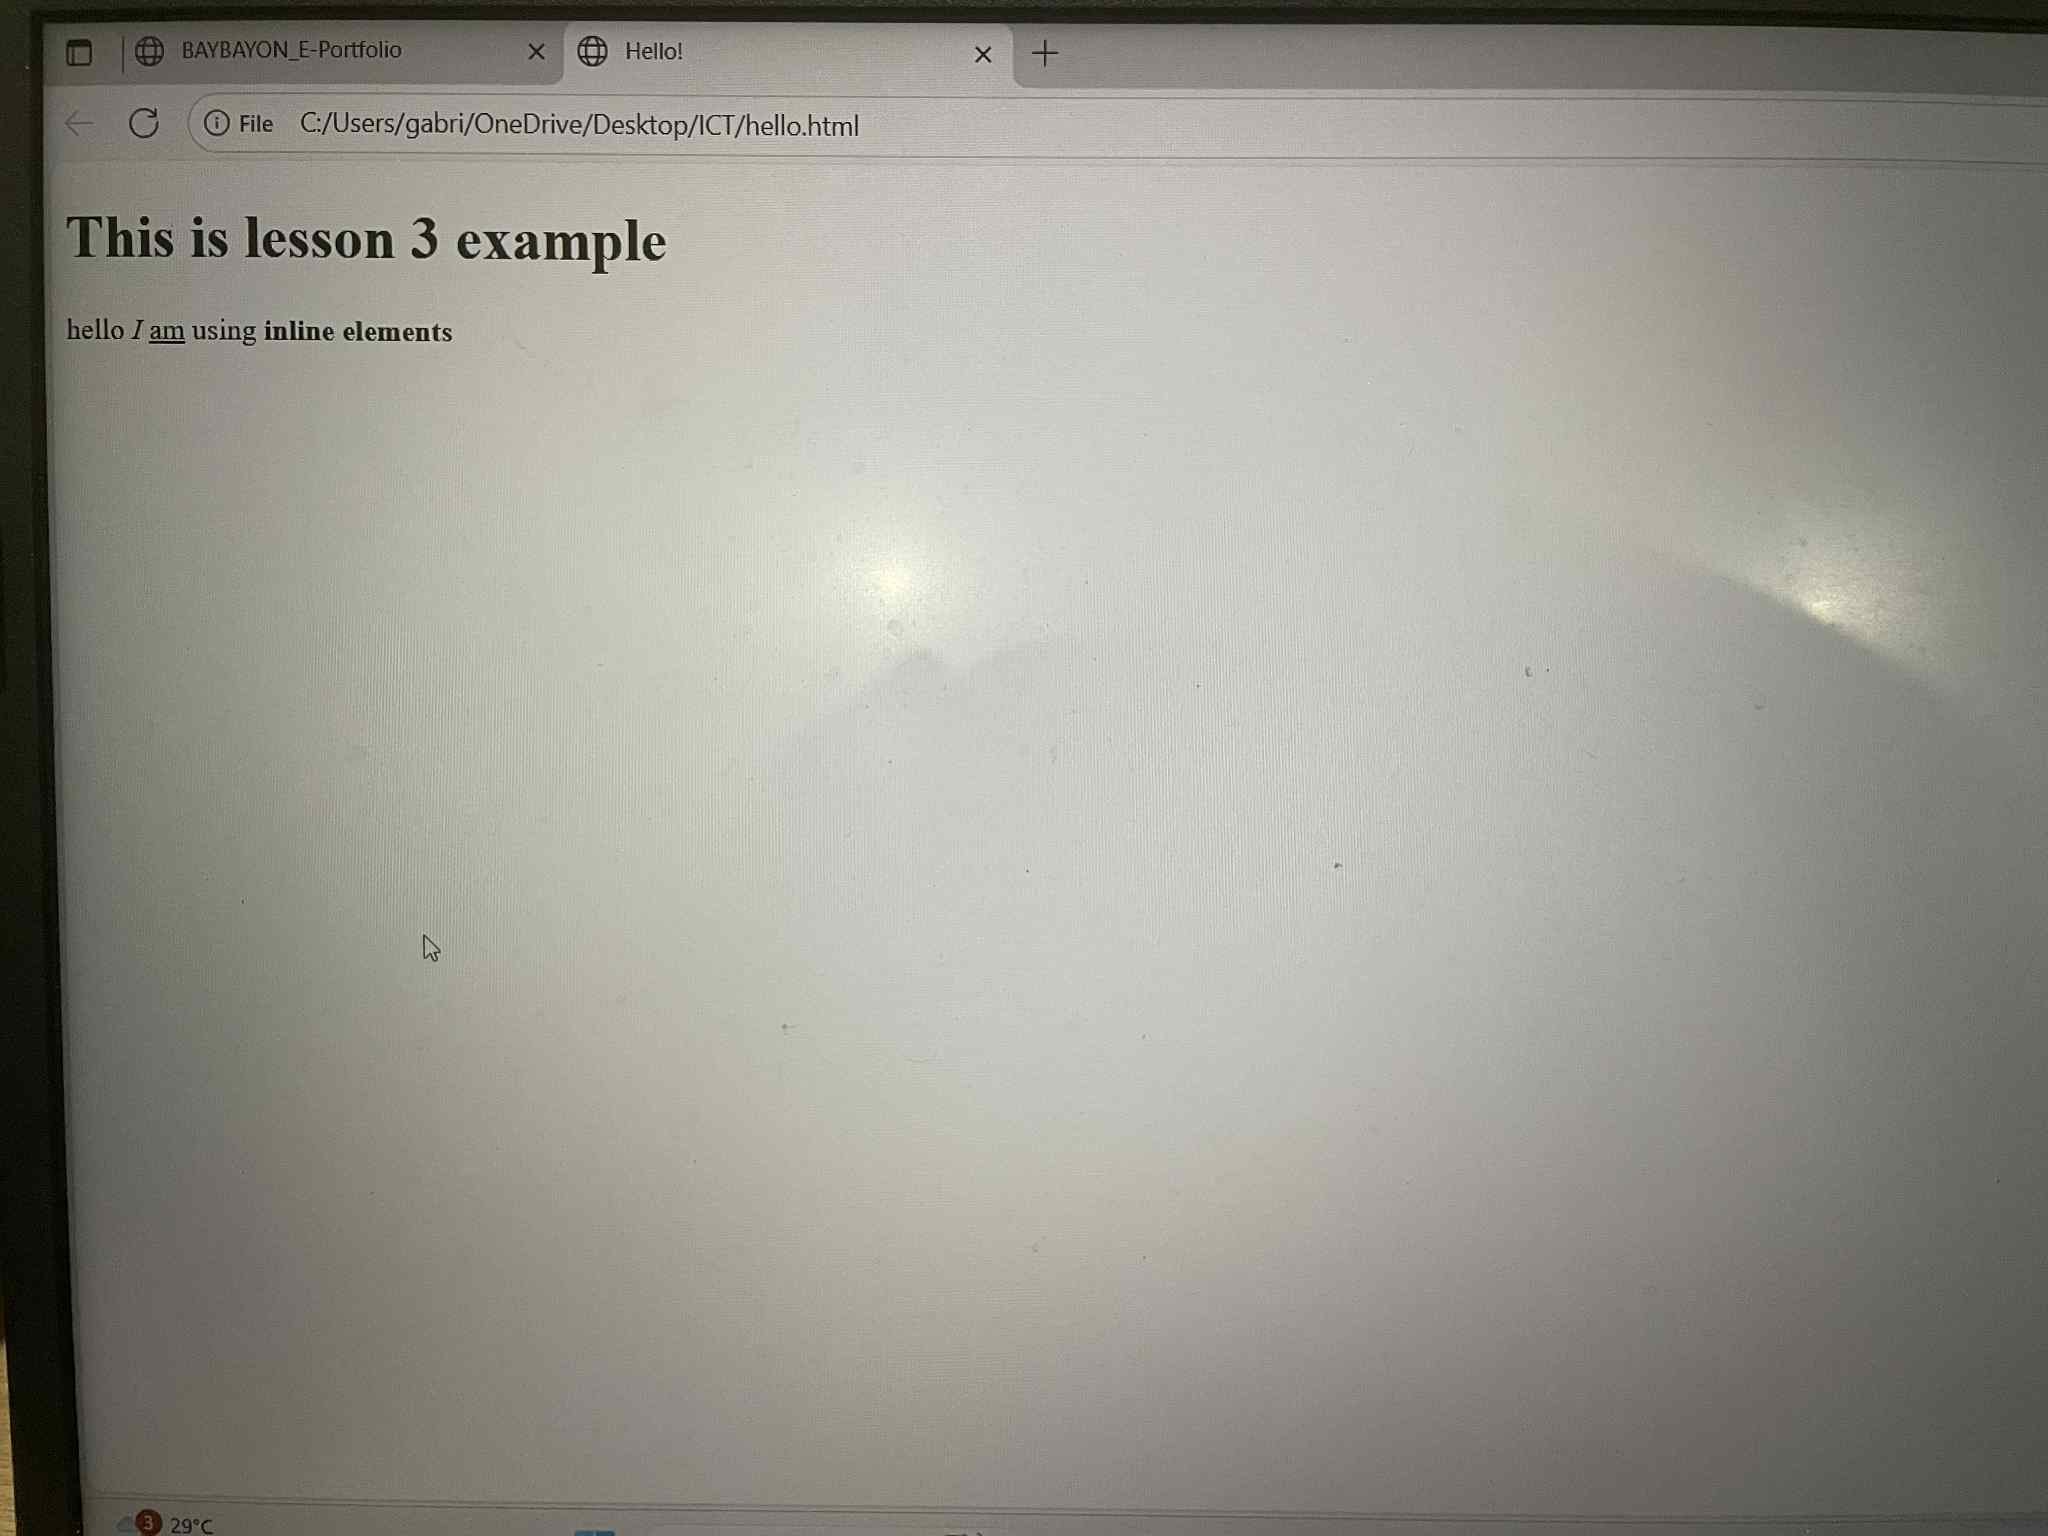 BAYBAYON_E-Portfolio
Hello!
File C:/Users/gabri/OneDrive/Desktop/ICT/hello.html
This is lesson 3 example
hello I am using inline elements
3 29°C